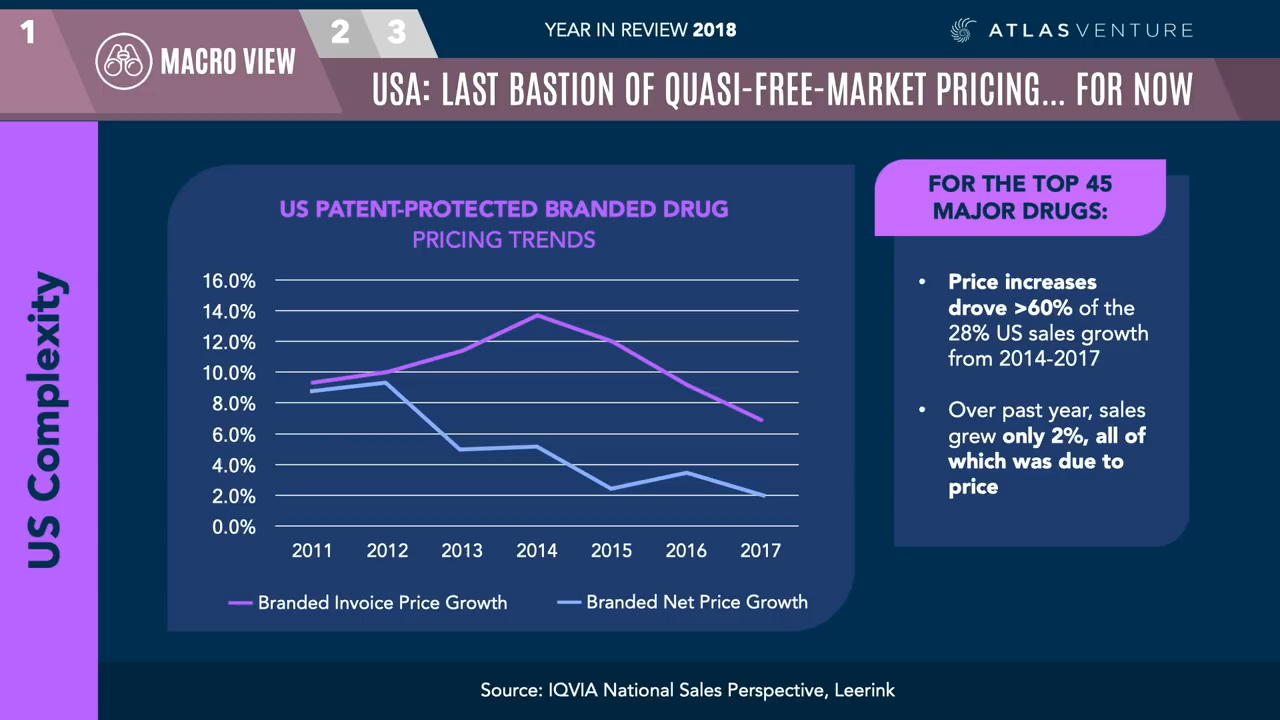 1
MACRO VIEW
2
3
YEAR IN REVIEW 2018
ATLAS VENTURE
USA: LAST BASTION OF QUASI-FREE-MARKET PRICING... FOR NOW
US Complexity
US PATENT-PROTECTED BRANDED DRUG
PRICING TRENDS
16.0%
14.0%
12.0%
10.0%
8.0%
6.0%
4.0%
2.0%
0.0%
2011 2012 2013 2014 2015 2016 2017
Branded Invoice Price Growth
Branded Net Price Growth
FOR THE TOP 45
MAJOR DRUGS:
• Price increases
drove >60% of the
28% US sales growth
from 2014-2017
• Over past year, sales
grew only 2%, all of
which was due to
price
Source: IQVIA National Sales Perspective, Leerink